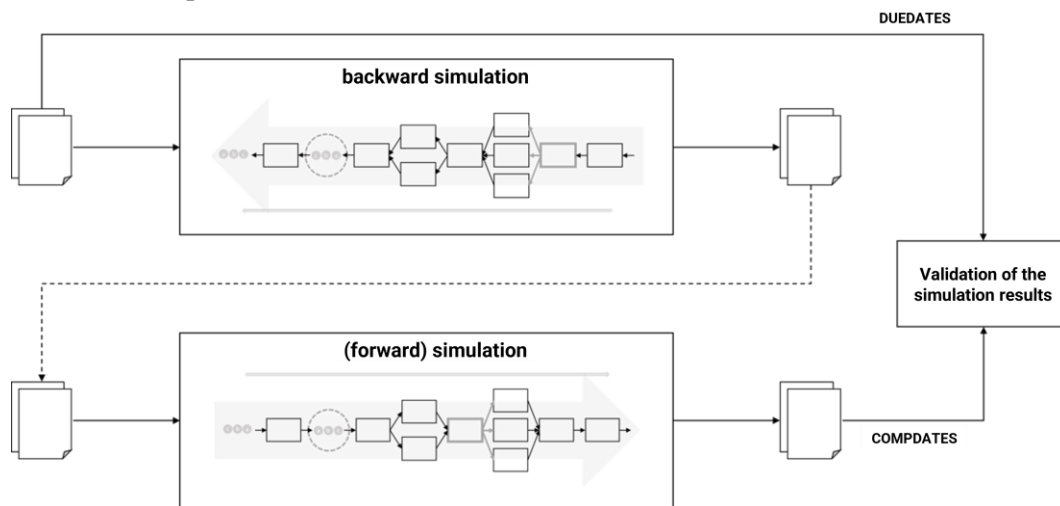 DUEDATES
backward simulation
Validation of the
simulation results
(forward) simulation
COMPDATES